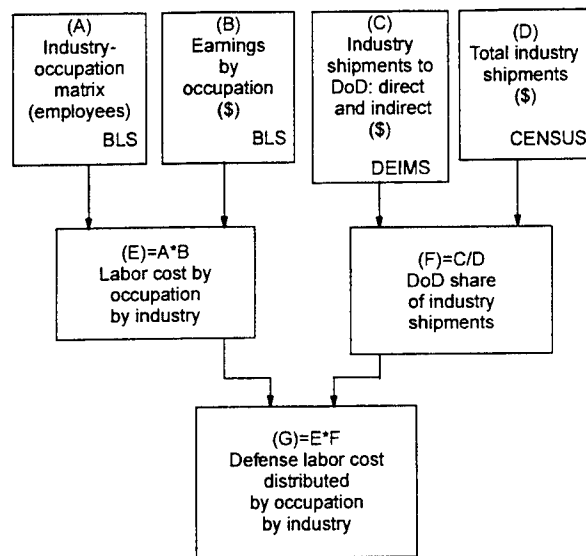 (A)
Industry-
occupation
matrix
(employees)
BLS
(B)
Earnings
by
occupation
($)
BLS
(C)
Industry
shipments to
DoD: direct
and indirect
($)
DEIMS
(D)
Total industry
shipments
($)
CENSUS
(E)=A*B
Labor cost by
occupation
by industry
(F)=C/D
DoD share
of industry
shipments
(G)=E*F
Defense labor cost
distributed
by occupation
by industry